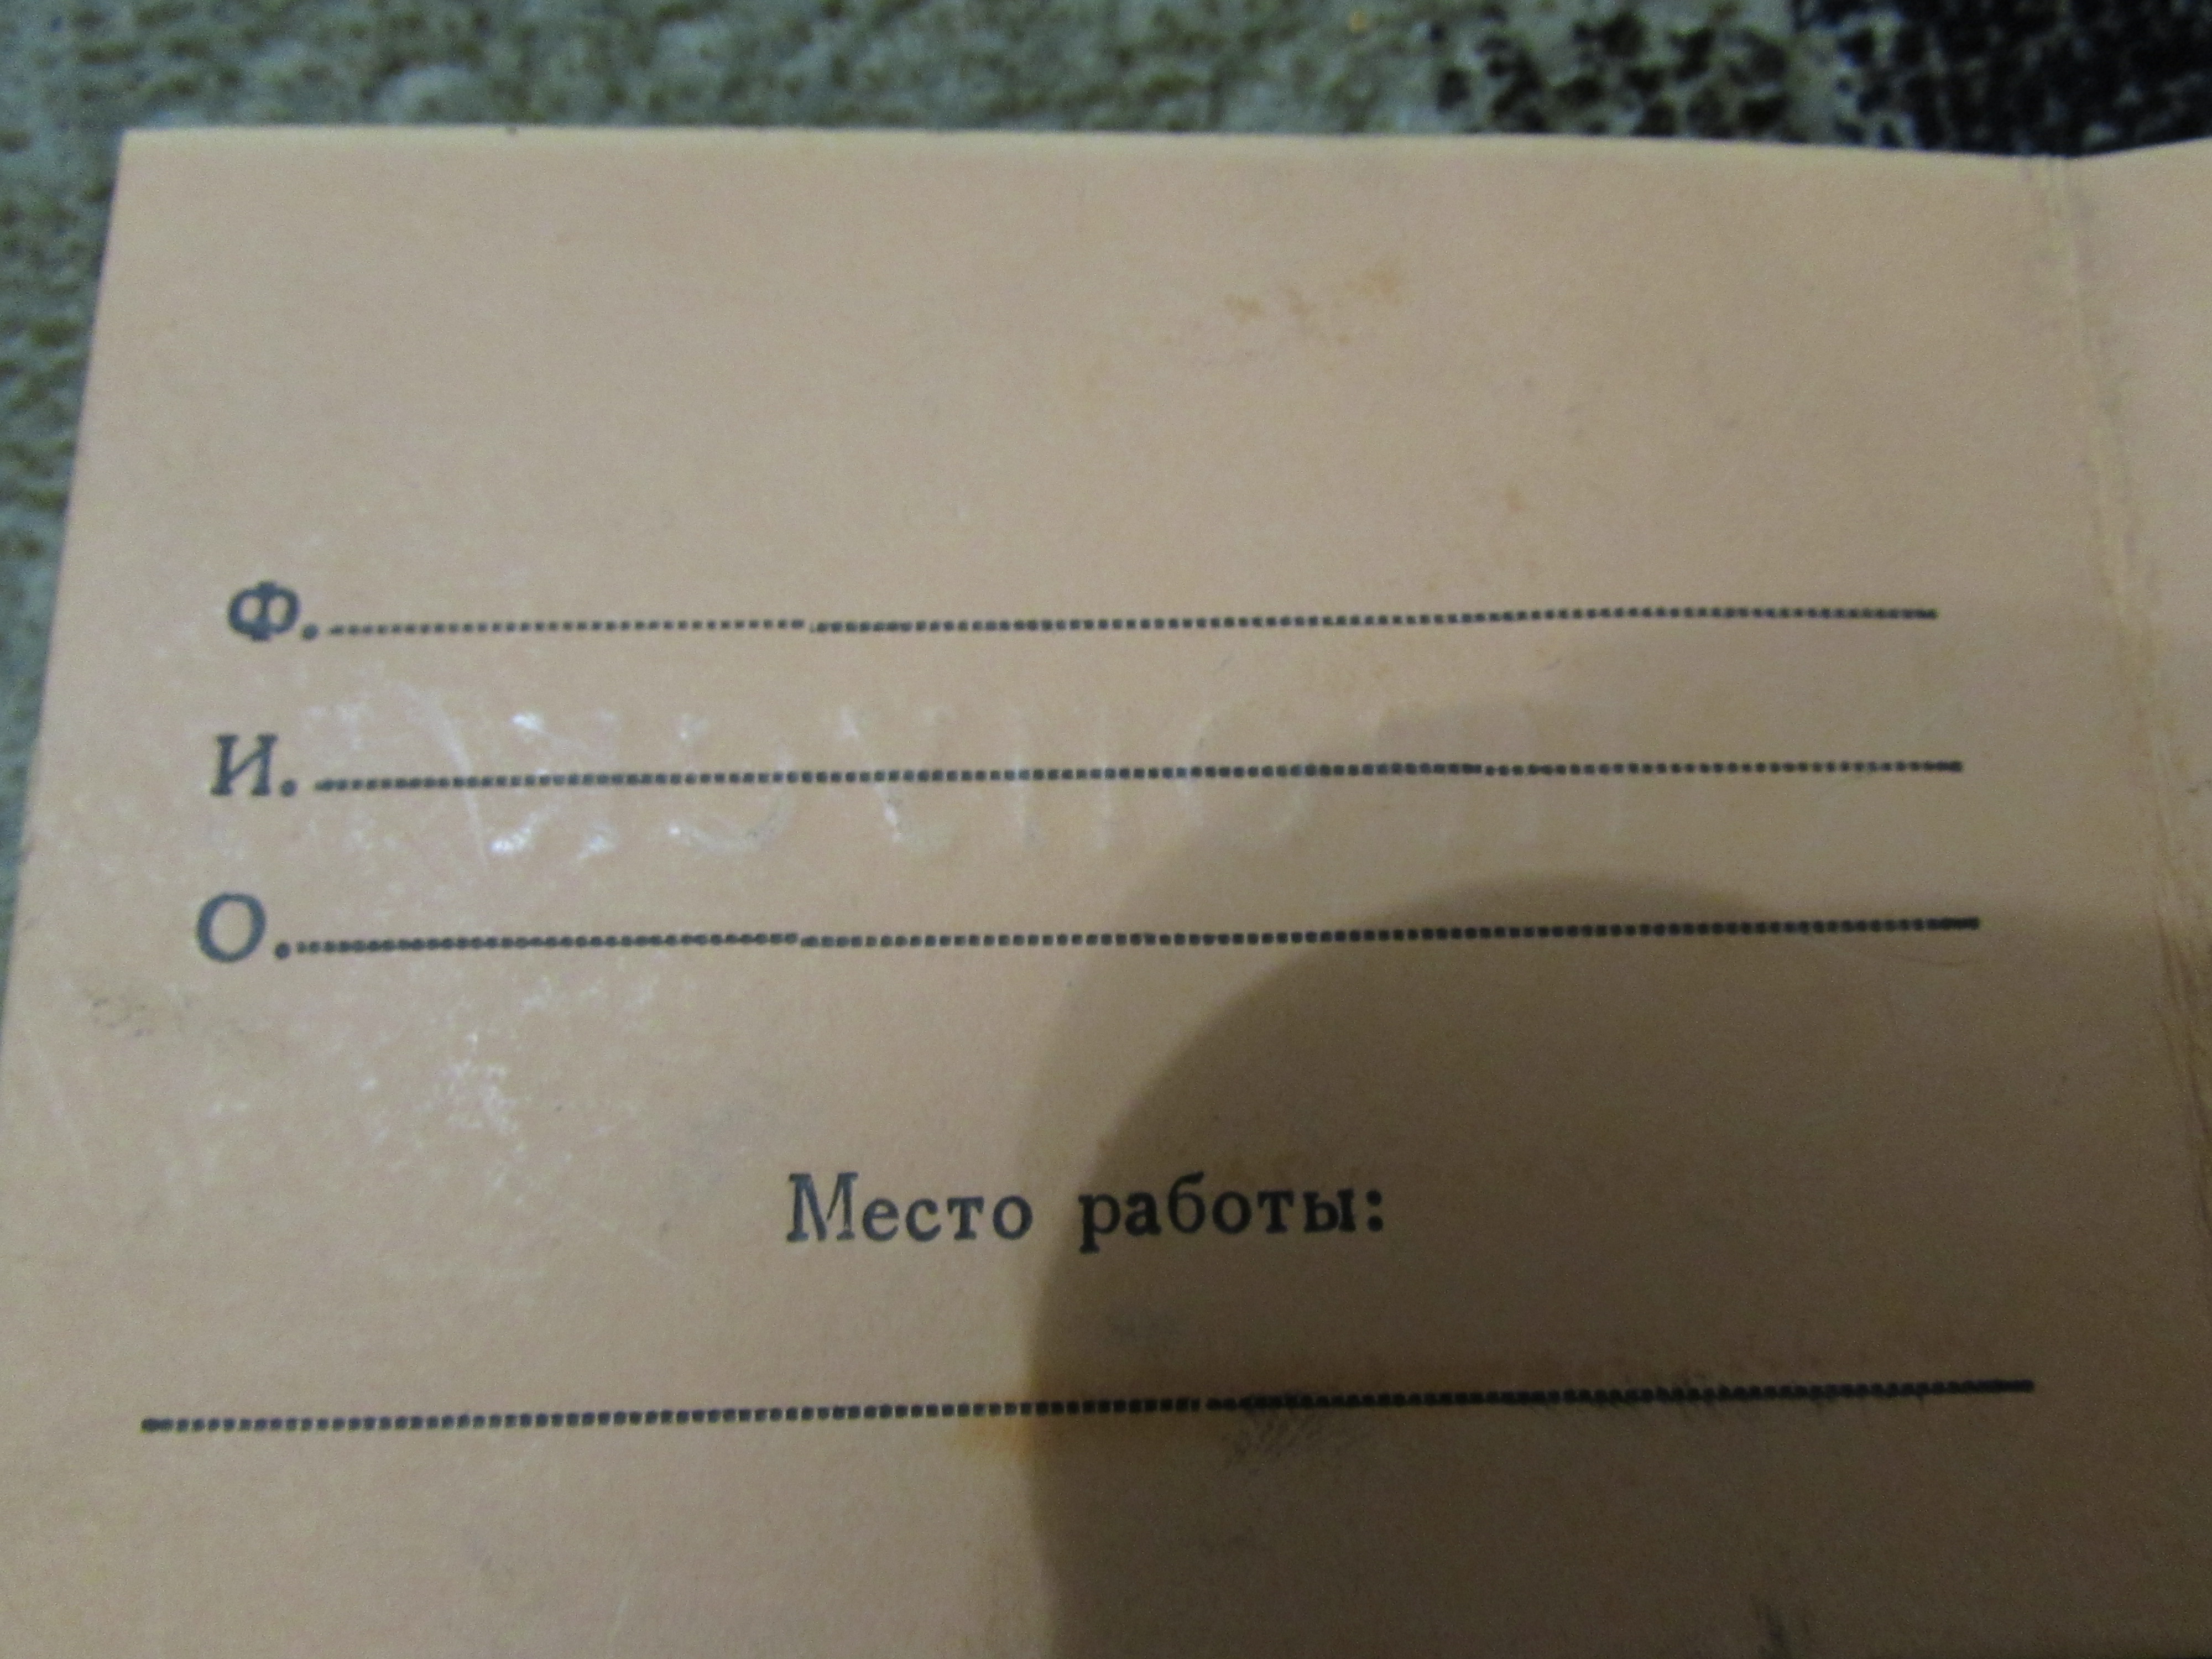 Ф.
И.
О.
Место работы: